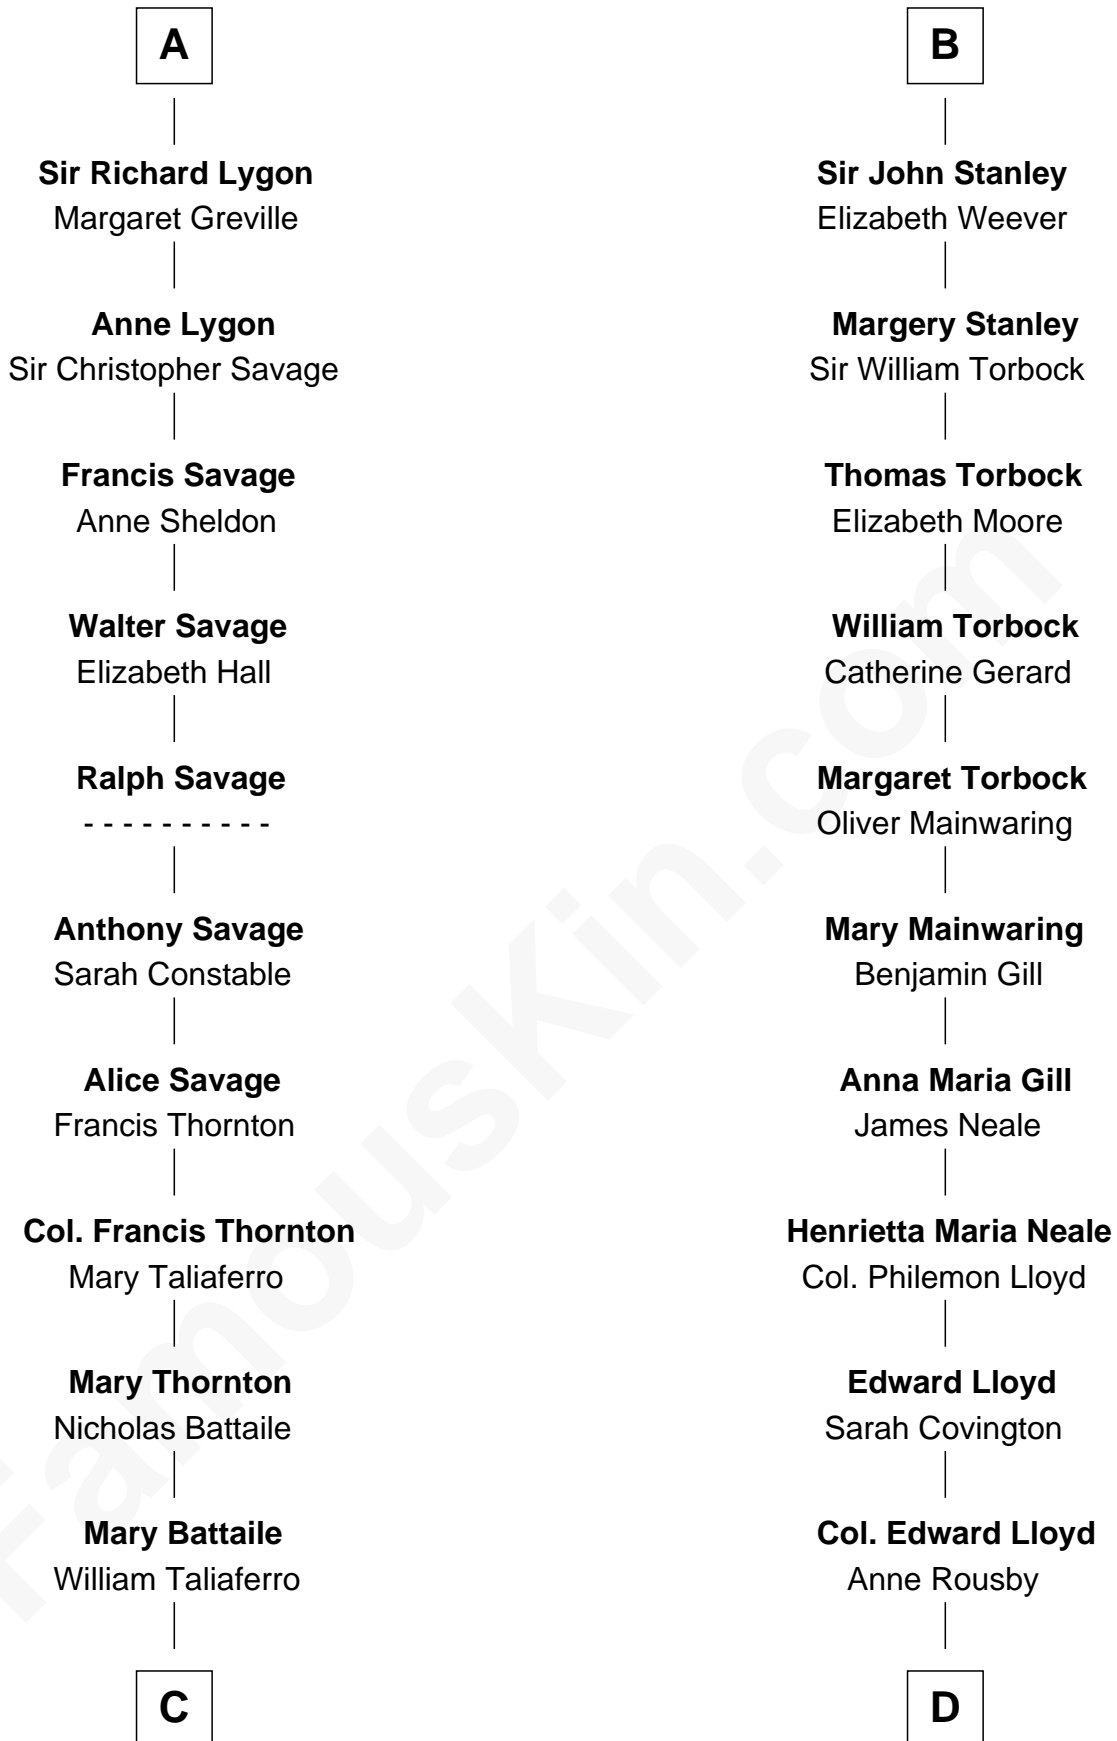 A
Sir Richard Lygon
Margaret Greville
Anne Lygon
Sir Christopher Savage
Francis Savage
Anne Sheldon
Walter Savage
Elizabeth Hall
Ralph Savage
- - - - - - - - - -
Anthony Savage
Sarah Constable
Alice Savage
Francis Thornton
Col. Francis Thornton
Mary Taliaferro
Mary Thornton
Nicholas Battaile
Mary Battaile
William Taliaferro
C
B
Sir John Stanley
Elizabeth Weever
Margery Stanley
Sir William Torbock
Thomas Torbock
Elizabeth Moore
William Torbock
Catherine Gerard
Margaret Torbock
Oliver Mainwaring
Mary Mainwaring
Benjamin Gill
Anna Maria Gill
James Neale
Henrietta Maria Neale
Col. Philemon Lloyd
Edward Lloyd
Sarah Covington
Col. Edward Lloyd
Anne Rousby
D
FamousKin.com